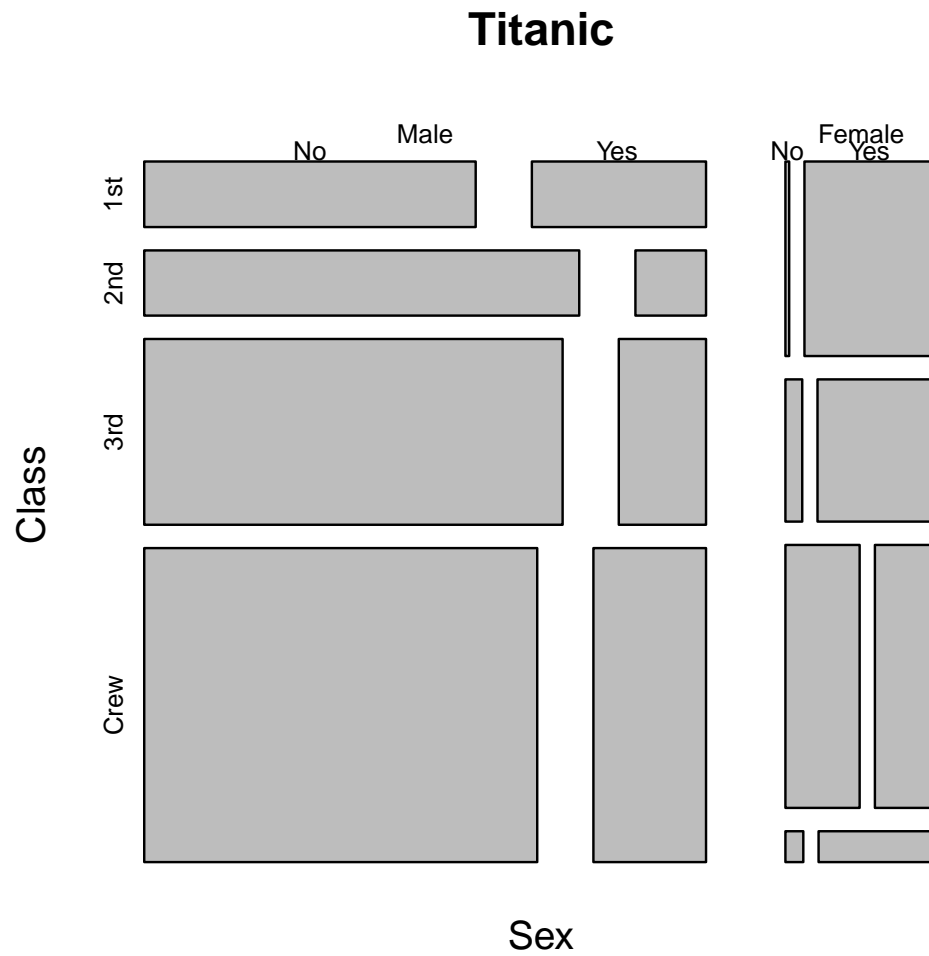 Titanic
Male
Female
No
Yes
No
Yes
1st
2nd
3rd
Crew
Class
Sex